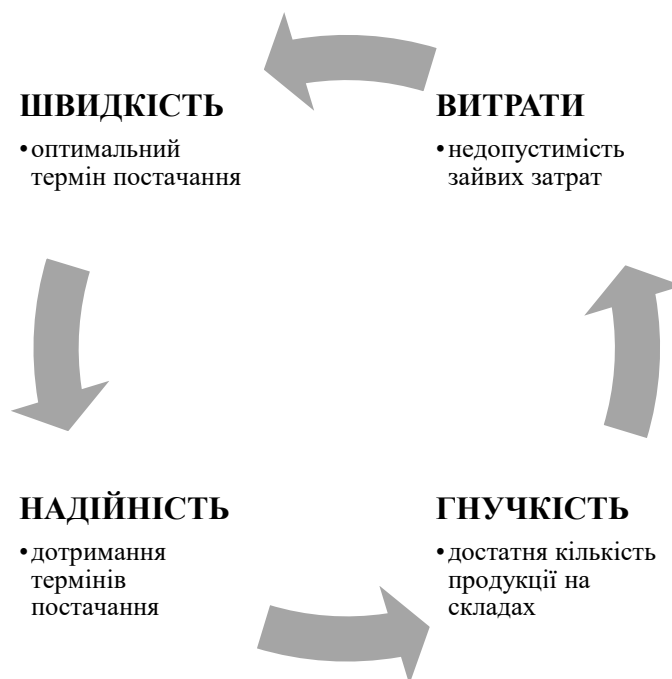 ШВИДКІСТЬ
•оптимальний
термін постачання
ВИТРАТИ
•недопустимість
зайвих затрат
НАДІЙНІСТЬ
•дотримання
термінів
постачання
ГНУЧКІСТЬ
•достатня кількість
продукції на
складах